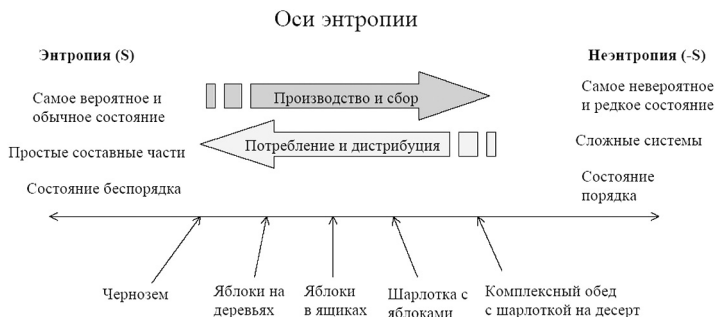 Оси энтропии
Энтропия (S)
Неэнтропия (-S)
Самое вероятное и
обычное состояние
Производство и сбор
Самое невероятное
и редкое состояние
Простые составные части
Потребление и дистрибуция
Сложные системы
Состояние беспорядка
Состояние
порядка
Чернозем
Яблоки на
деревьях
Яблоки
в ящиках
Шарлотка с
яблоками
Комплексный обед
с шарлоткой на десерт